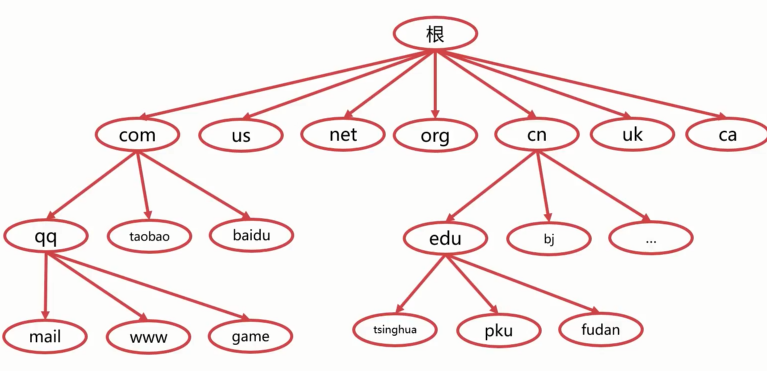 根
com
us
net
org
cn
uk
ca
qq
taobao
baidu
edu
bj
...
mail
www
game
tsinghua
pku
fudan